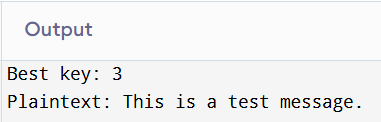 Output
Best key: 3
Plaintext: This is a test message.